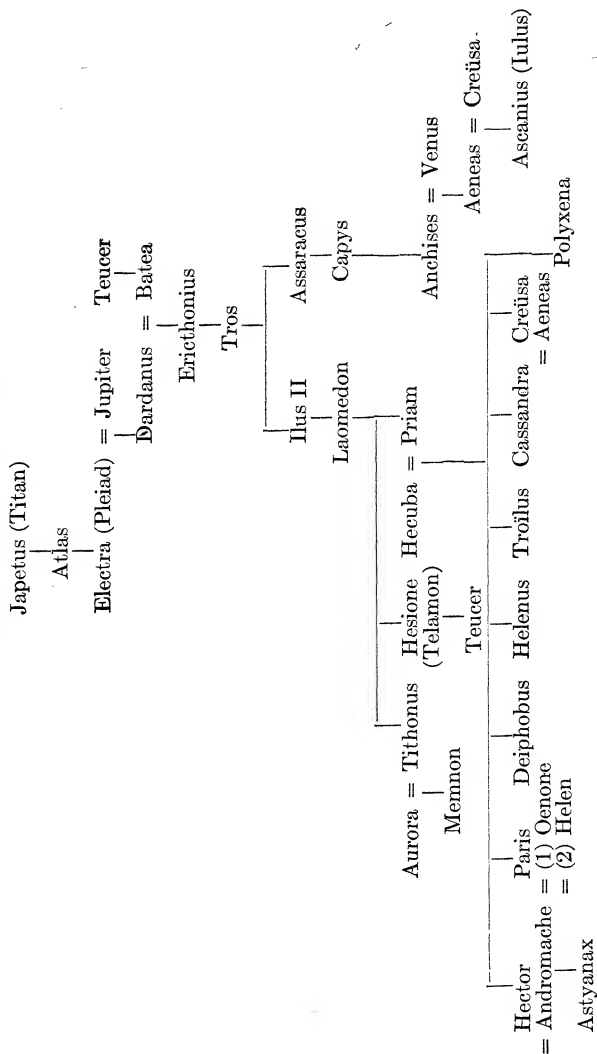 Japetus (Titan)
Atlas
Electra (Pleiad) = Jupiter Teucer
Dardanus = Batea
Ericthonius
Tros
Ilus II Assaracus
Laomedon Capys
Aurora = Tithonus Hesione Hecuba = Priam Anchises = Venus
(Telamon)
Memnon Teucer Aeneas = Creüsa
Hector Paris Deiphobus Helenus Troïlus Cassandra Creüsa Polyxena Ascanius (Iulus)
= Andromache = (1) Oenone = Aeneas
= (2) Helen
Astyanax